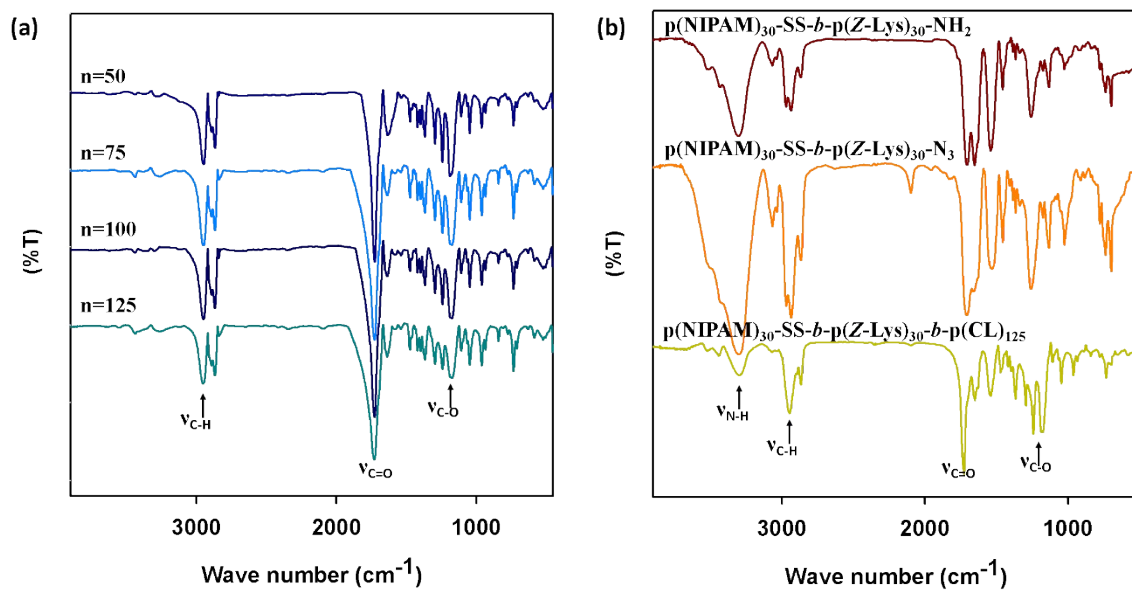 (a)
n=50
n=75
n=100
n=125
νC-H
νC=O
νC-O
(%T)
3000 2000 1000
Wave number (cm⁻¹)
(b)
p(NIPAM)₃₀-SS-b-p(Z-Lys)₃₀-NH₂
p(NIPAM)₃₀-SS-b-p(Z-Lys)₃₀-N₃
p(NIPAM)₃₀-SS-b-p(Z-Lys)₃₀-b-p(CL)₁₂₅
νN-H
νC-H
νC=O
νC-O
(%T)
3000 2000 1000
Wave number (cm⁻¹)